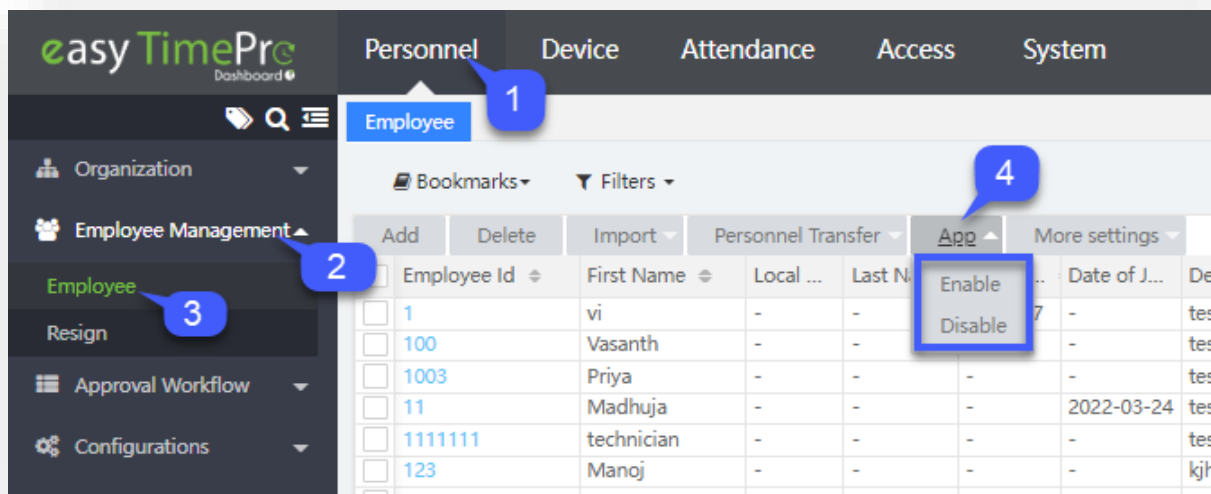 easy TimePro
Dashboard
Personnel Device Attendance Access System
1
Employee
Organization
Bookmarks Filters
4
Employee Management
2
Add Delete Import Personnel Transfer App More settings
Employee Id First Name Local ... Last N ... Date of J... De
Enable
Disable
Employee
3
Resign
Approval Workflow
Configurations
1 vi - - 7 - tes
100 Vasanth - - - tes
1003 Priya - - - - tes
11 Madhuja - - - 2022-03-24 tes
1111111 technician - - - - tes
123 Manoj - - - - kjh